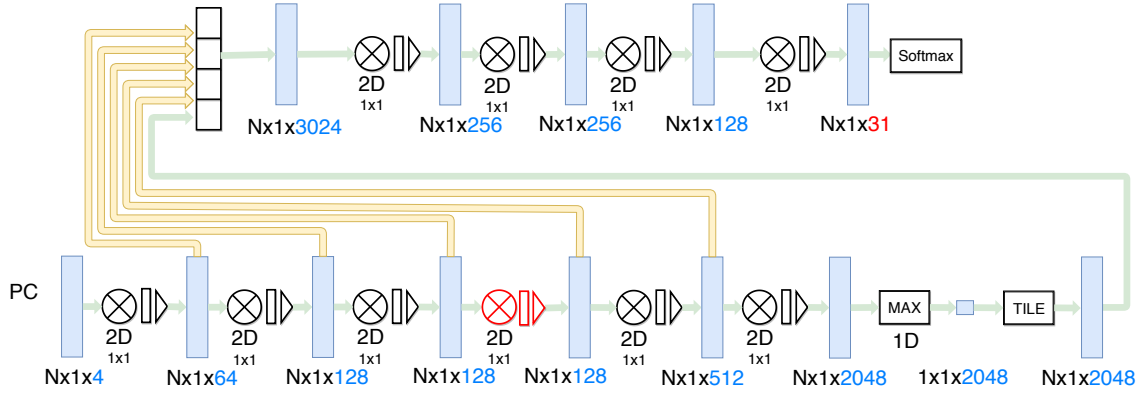 Softmax
2D 2D 2D 2D
1x1 1x1 1x1 1x1
Nx1x3024 Nx1x256 Nx1x256 Nx1x128 Nx1x31
PC
MAX TILE
2D 2D 2D 2D 2D 2D 1D
1x1 1x1 1x1 1x1 1x1 1x1
Nx1x4 Nx1x64 Nx1x128 Nx1x128 Nx1x128 Nx1x512 Nx1x2048 1x1x2048 Nx1x2048